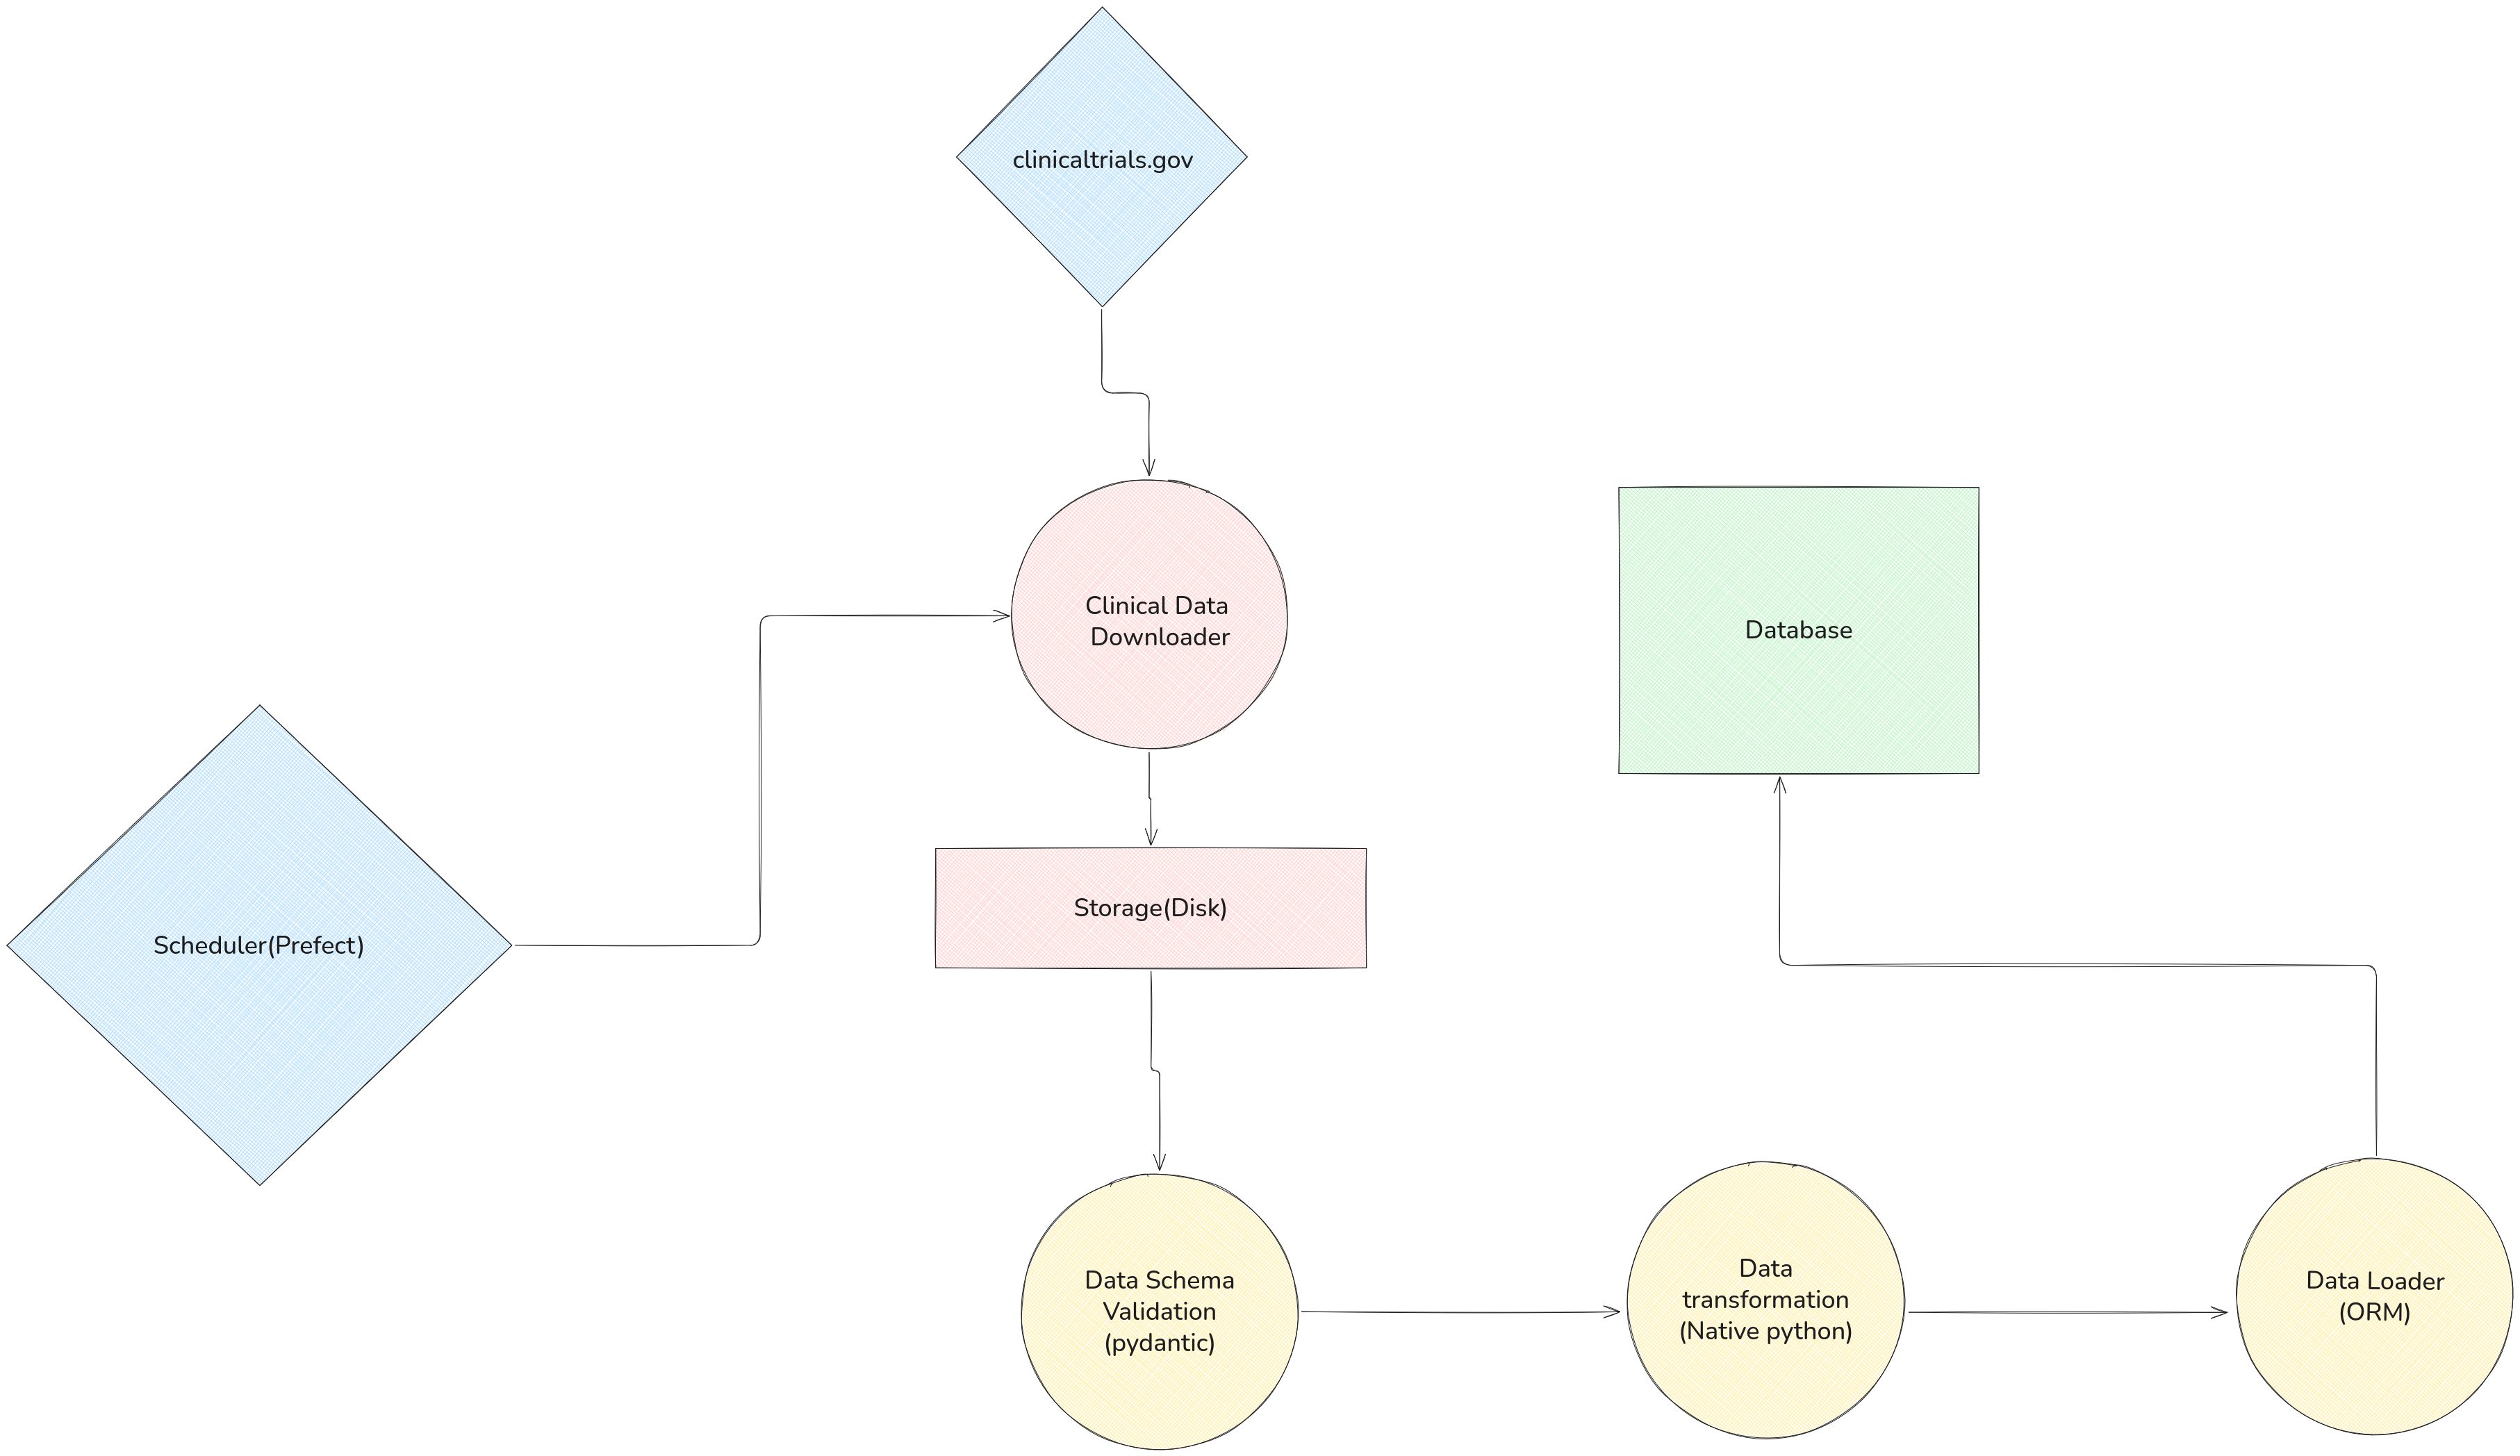 clinicaltrials.gov
Clinical Data
Downloader
Database
Storage(Disk)
Scheduler(Prefect)
Data Schema
Validation
(pydantic)
Data
transformation
(Native python)
Data Loader
(ORM)